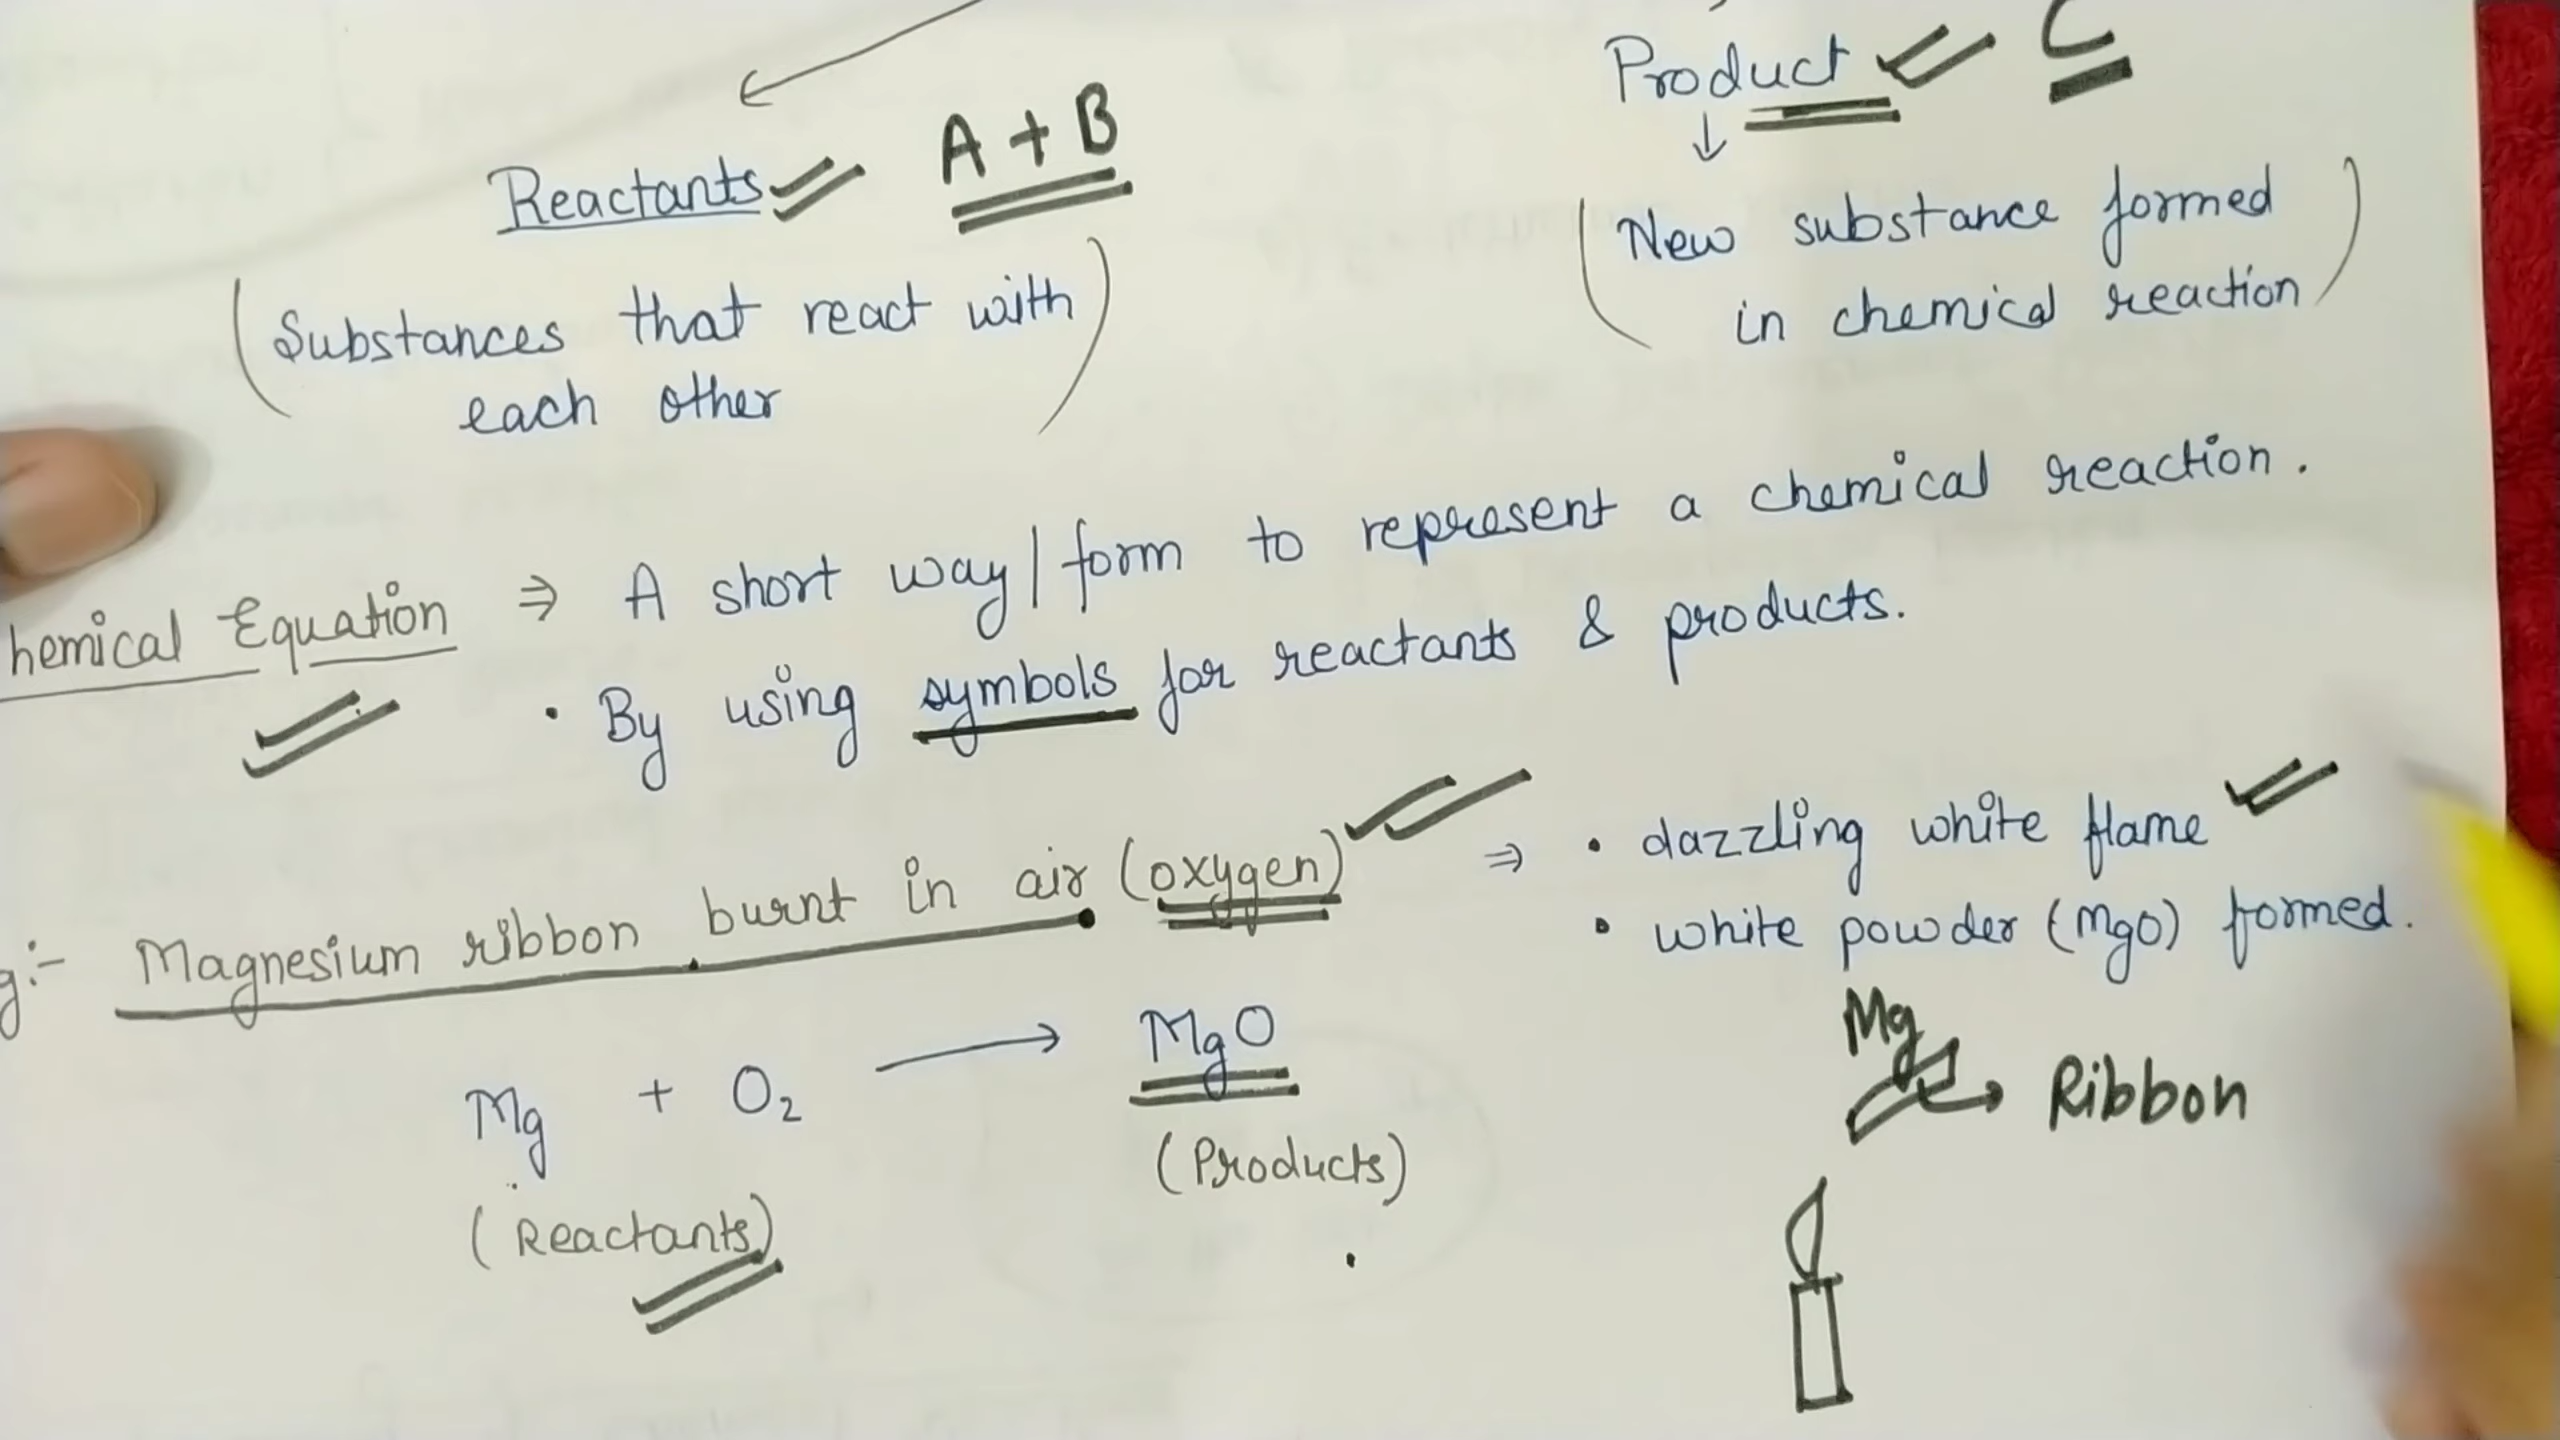 Reactants A + B
(Substances that react with
each other)
Product C
↓
(New substance formed
in chemical reaction)
hemical Equation ⇒ A short way/form to represent a chemical reaction.
• By using symbols for reactants & products.
g:- Magnesium ribbon burnt in air (oxygen) ⇒ • dazzling white flame
• white powder (MgO) formed.
Mg + O₂ → MgO
(Reactants) (Products)
Mg
Ribbon